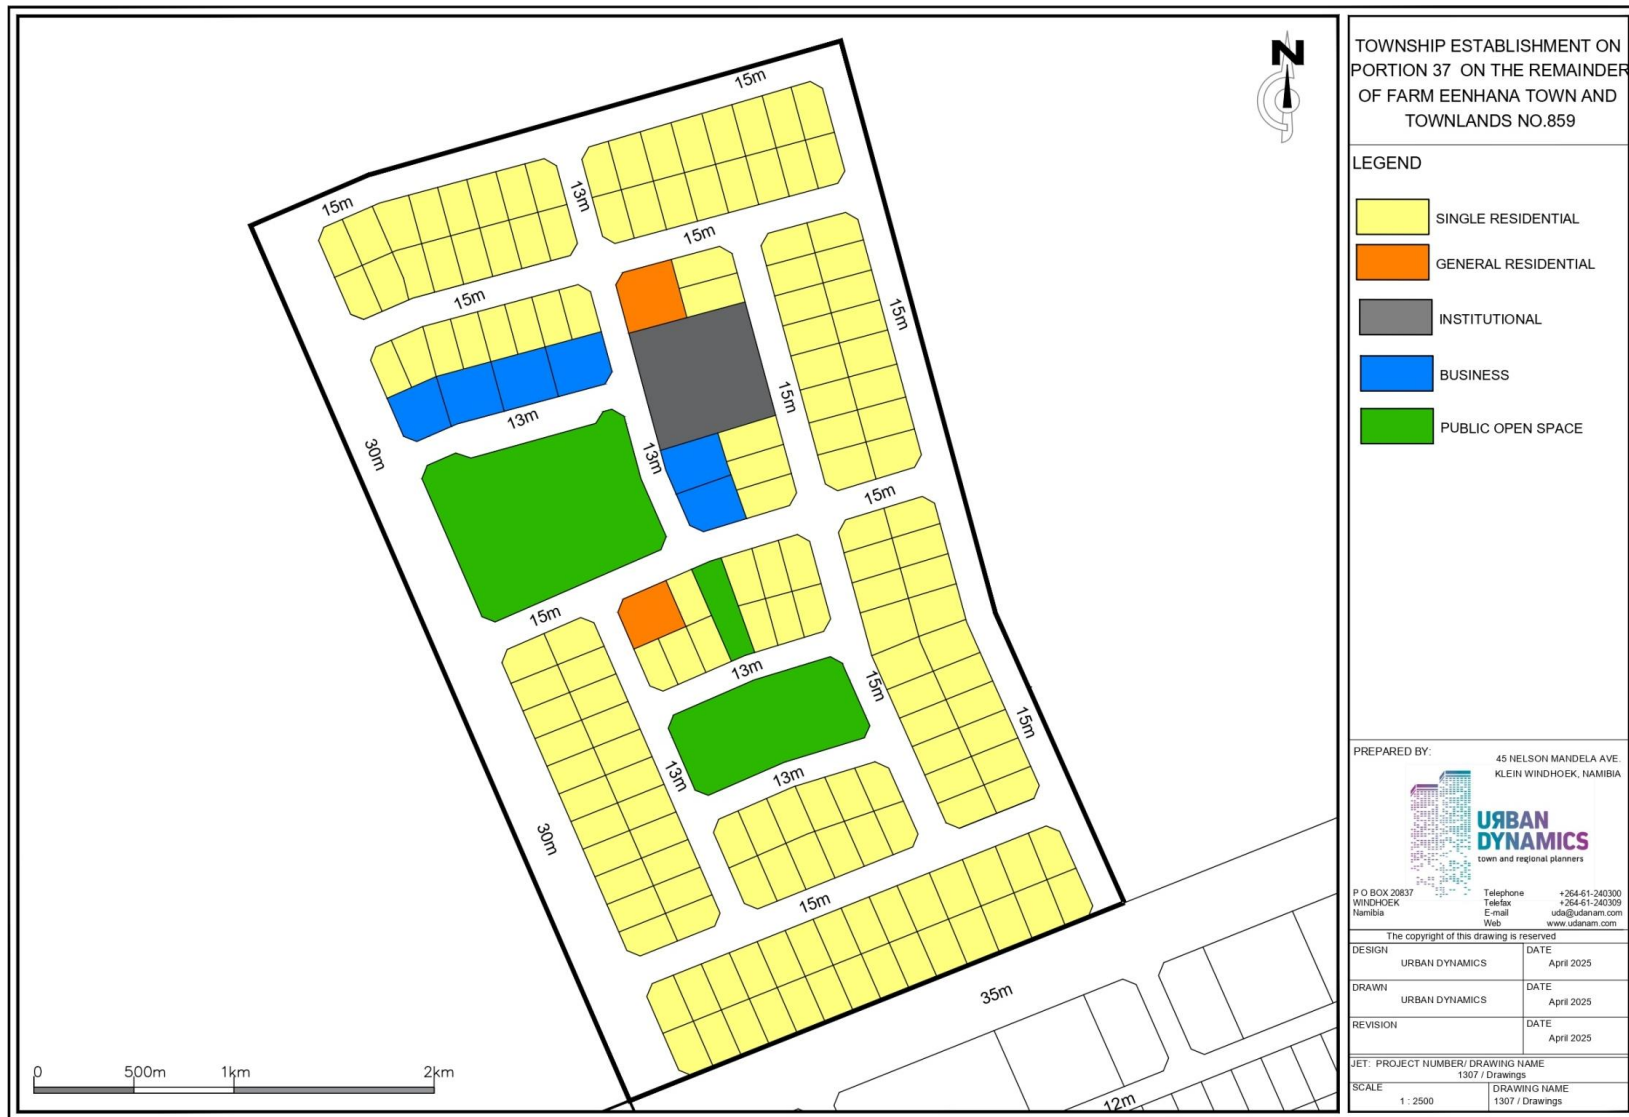 15m
N
15m
13m
15m
15m
15m
15m
13m
30m
13m
15m
15m
15m
13m
15m
15m
13m
13m
30m
15m
35m
12m
0 500m 1km 2km
TOWNSHIP ESTABLISHMENT ON
PORTION 37 ON THE REMAINDER
OF FARM EENHANA TOWN AND
TOWNLANDS NO.859
LEGEND
SINGLE RESIDENTIAL
GENERAL RESIDENTIAL
INSTITUTIONAL
BUSINESS
PUBLIC OPEN SPACE
PREPARED BY:
45 NELSON MANDELA AVE.
KLEIN WINDHOEK, NAMIBIA
URBAN
DYNAMICS
town and regional planners
P O BOX 20837 Telephone +264-61-240300
WINDHOEK Telefax +264-61-240309
Namibia E-mail uda@udanam.com
Web www.udanam.com
The copyright of this drawing is reserved
DESIGN DATE
URBAN DYNAMICS April 2025
DRAWN DATE
URBAN DYNAMICS April 2025
REVISION DATE
April 2025
JET: PROJECT NUMBER/ DRAWING NAME
1307 / Drawings
SCALE DRAWING NAME
1 : 2500 1307 / Drawings